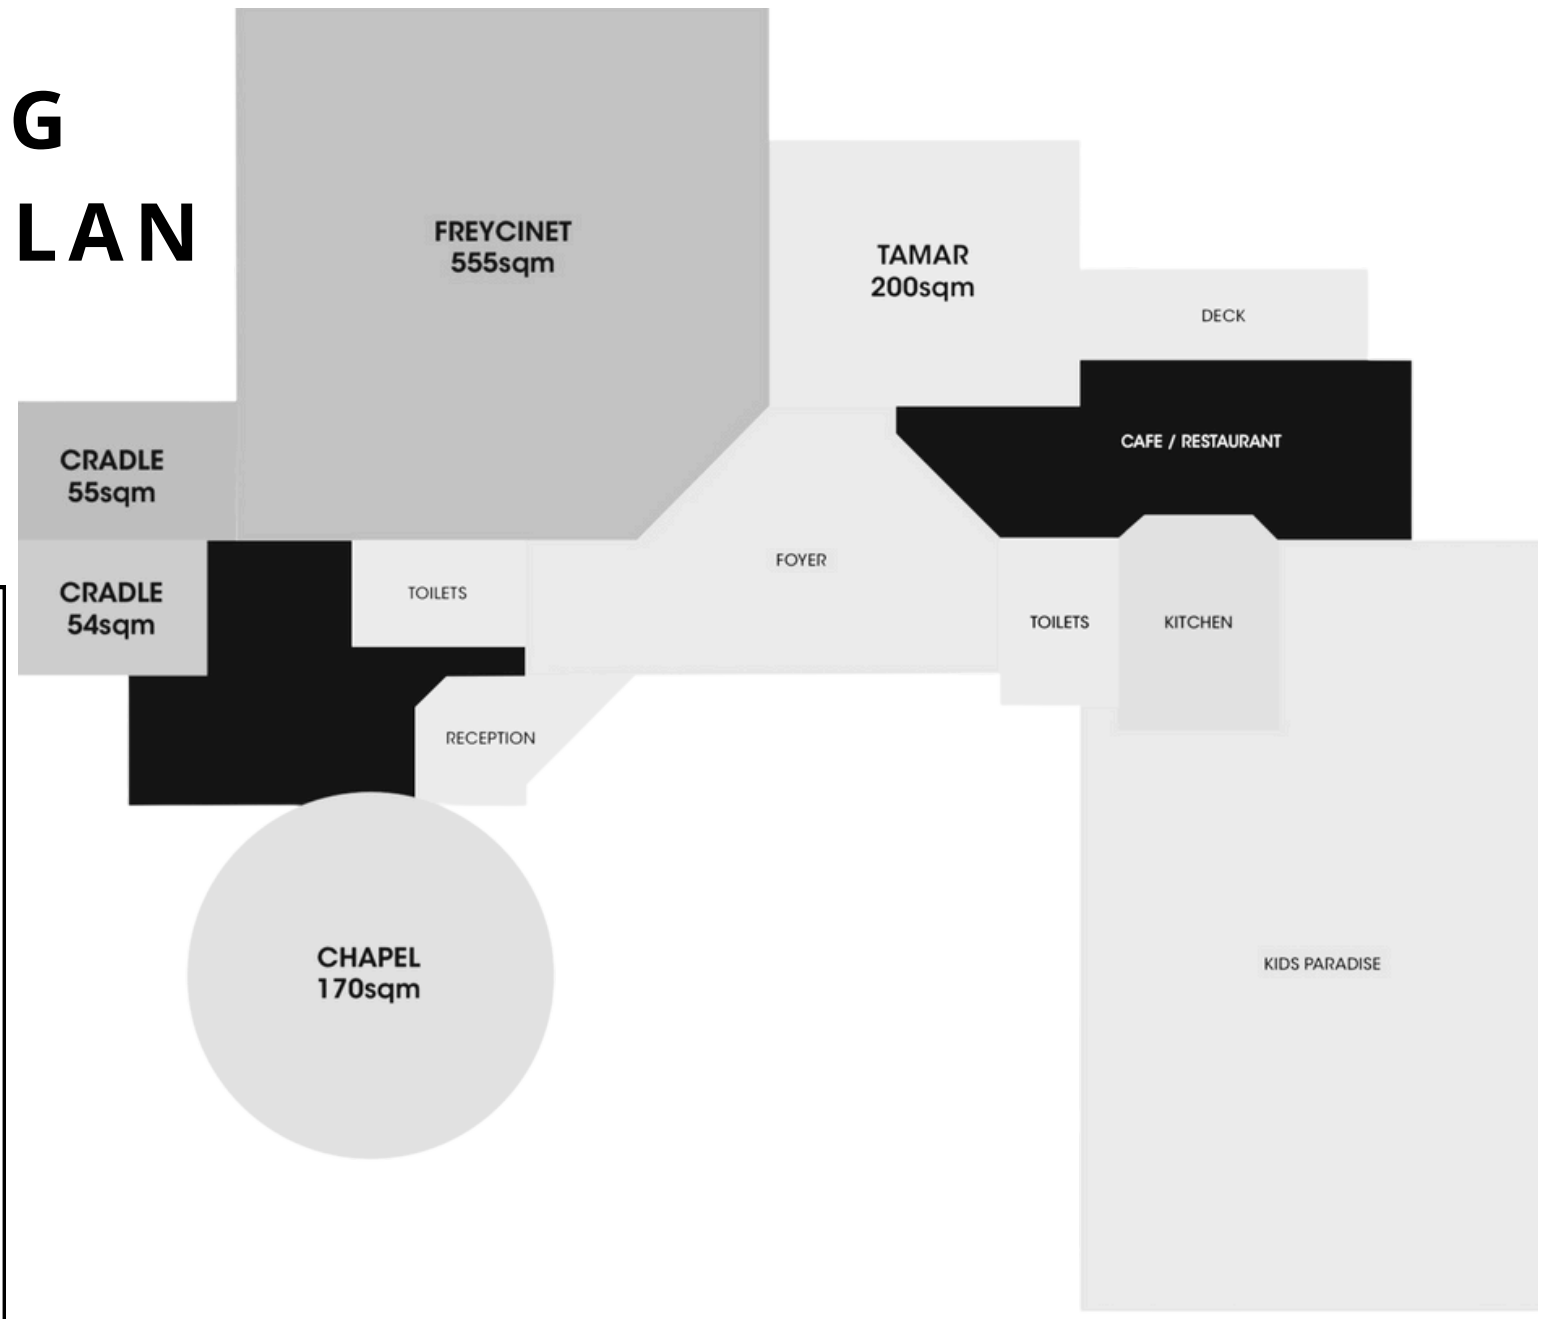 G
LAN
FREYCINET
555sqm
TAMAR
200sqm
DECK
CAFE / RESTAURANT
CRADLE
55sqm
CRADLE
54sqm
TOILETS
FOYER
TOILETS
KITCHEN
RECEPTION
CHAPEL
170sqm
KIDS PARADISE